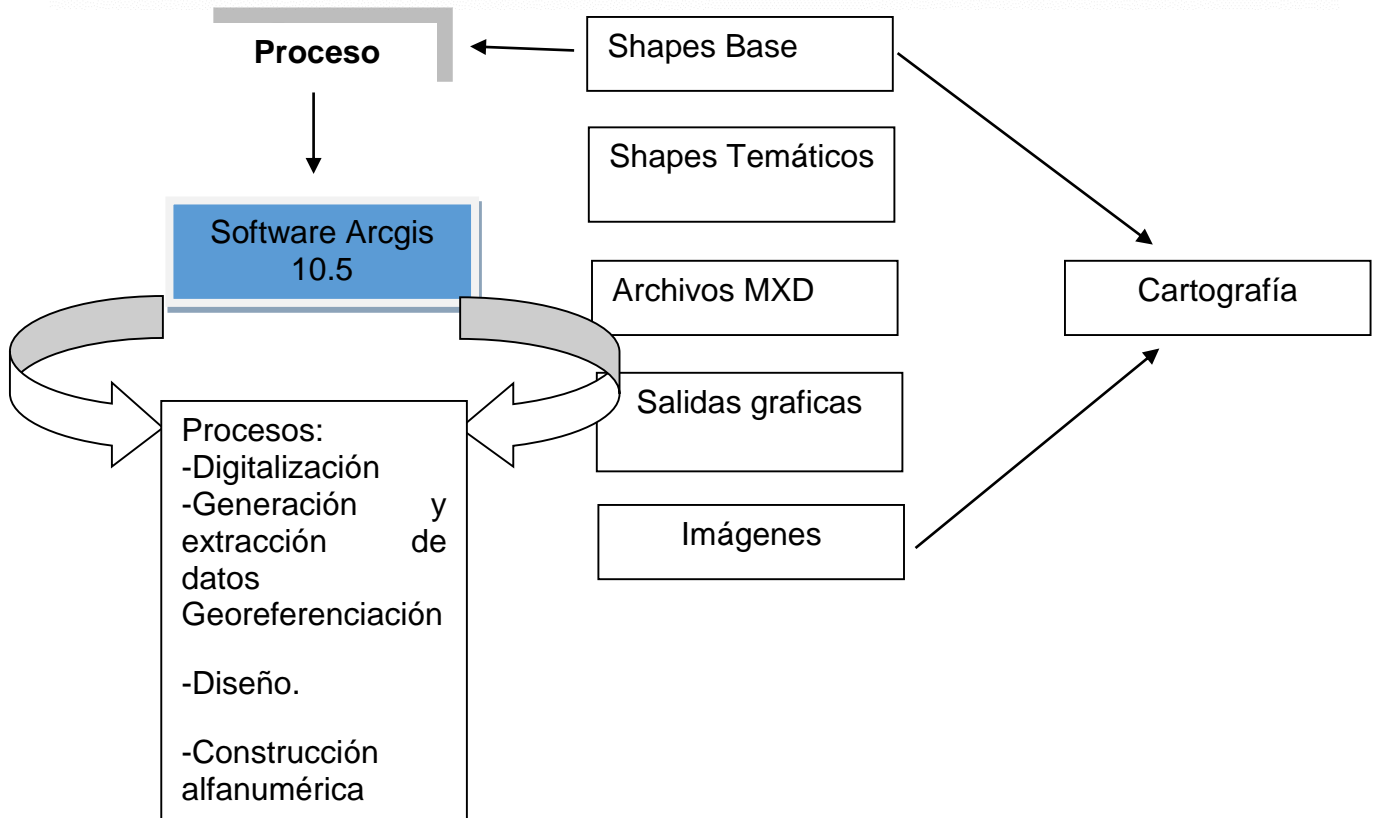 Proceso
Shapes Base
Shapes Temáticos
Software Arcgis
10.5
Archivos MXD
Cartografía
Salidas graficas
Imágenes
Procesos:
-Digitalización
-Generación y
extracción de
datos
Georeferenciación
-Diseño.
-Construcción
alfanumérica